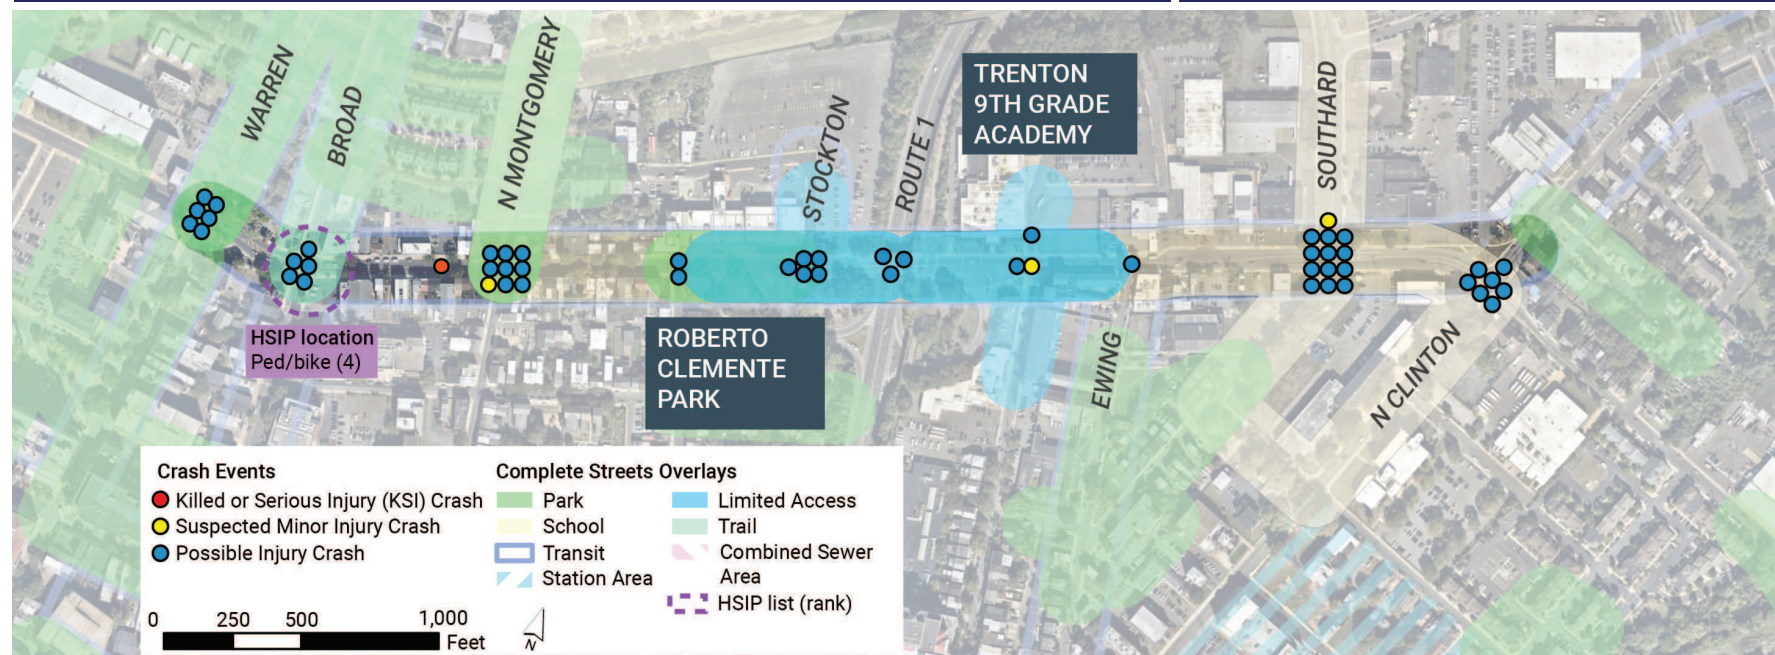 WARREN
BROAD
N MONTGOMERY
STOCKTON
ROUTE 1
TRENTON
9TH GRADE
ACADEMY
SOUTHARD
HSIP location
Ped/bike (4)
ROBERTO
CLEMENTE
PARK
EWING
N CLINTON
Crash Events
Killed or Serious Injury (KSI) Crash
Suspected Minor Injury Crash
Possible Injury Crash
0 250 500 1,000
Feet
N
Complete Streets Overlays
Park
School
Transit
Station Area
Limited Access
Trail
Combined Sewer
Area
HSIP list (rank)